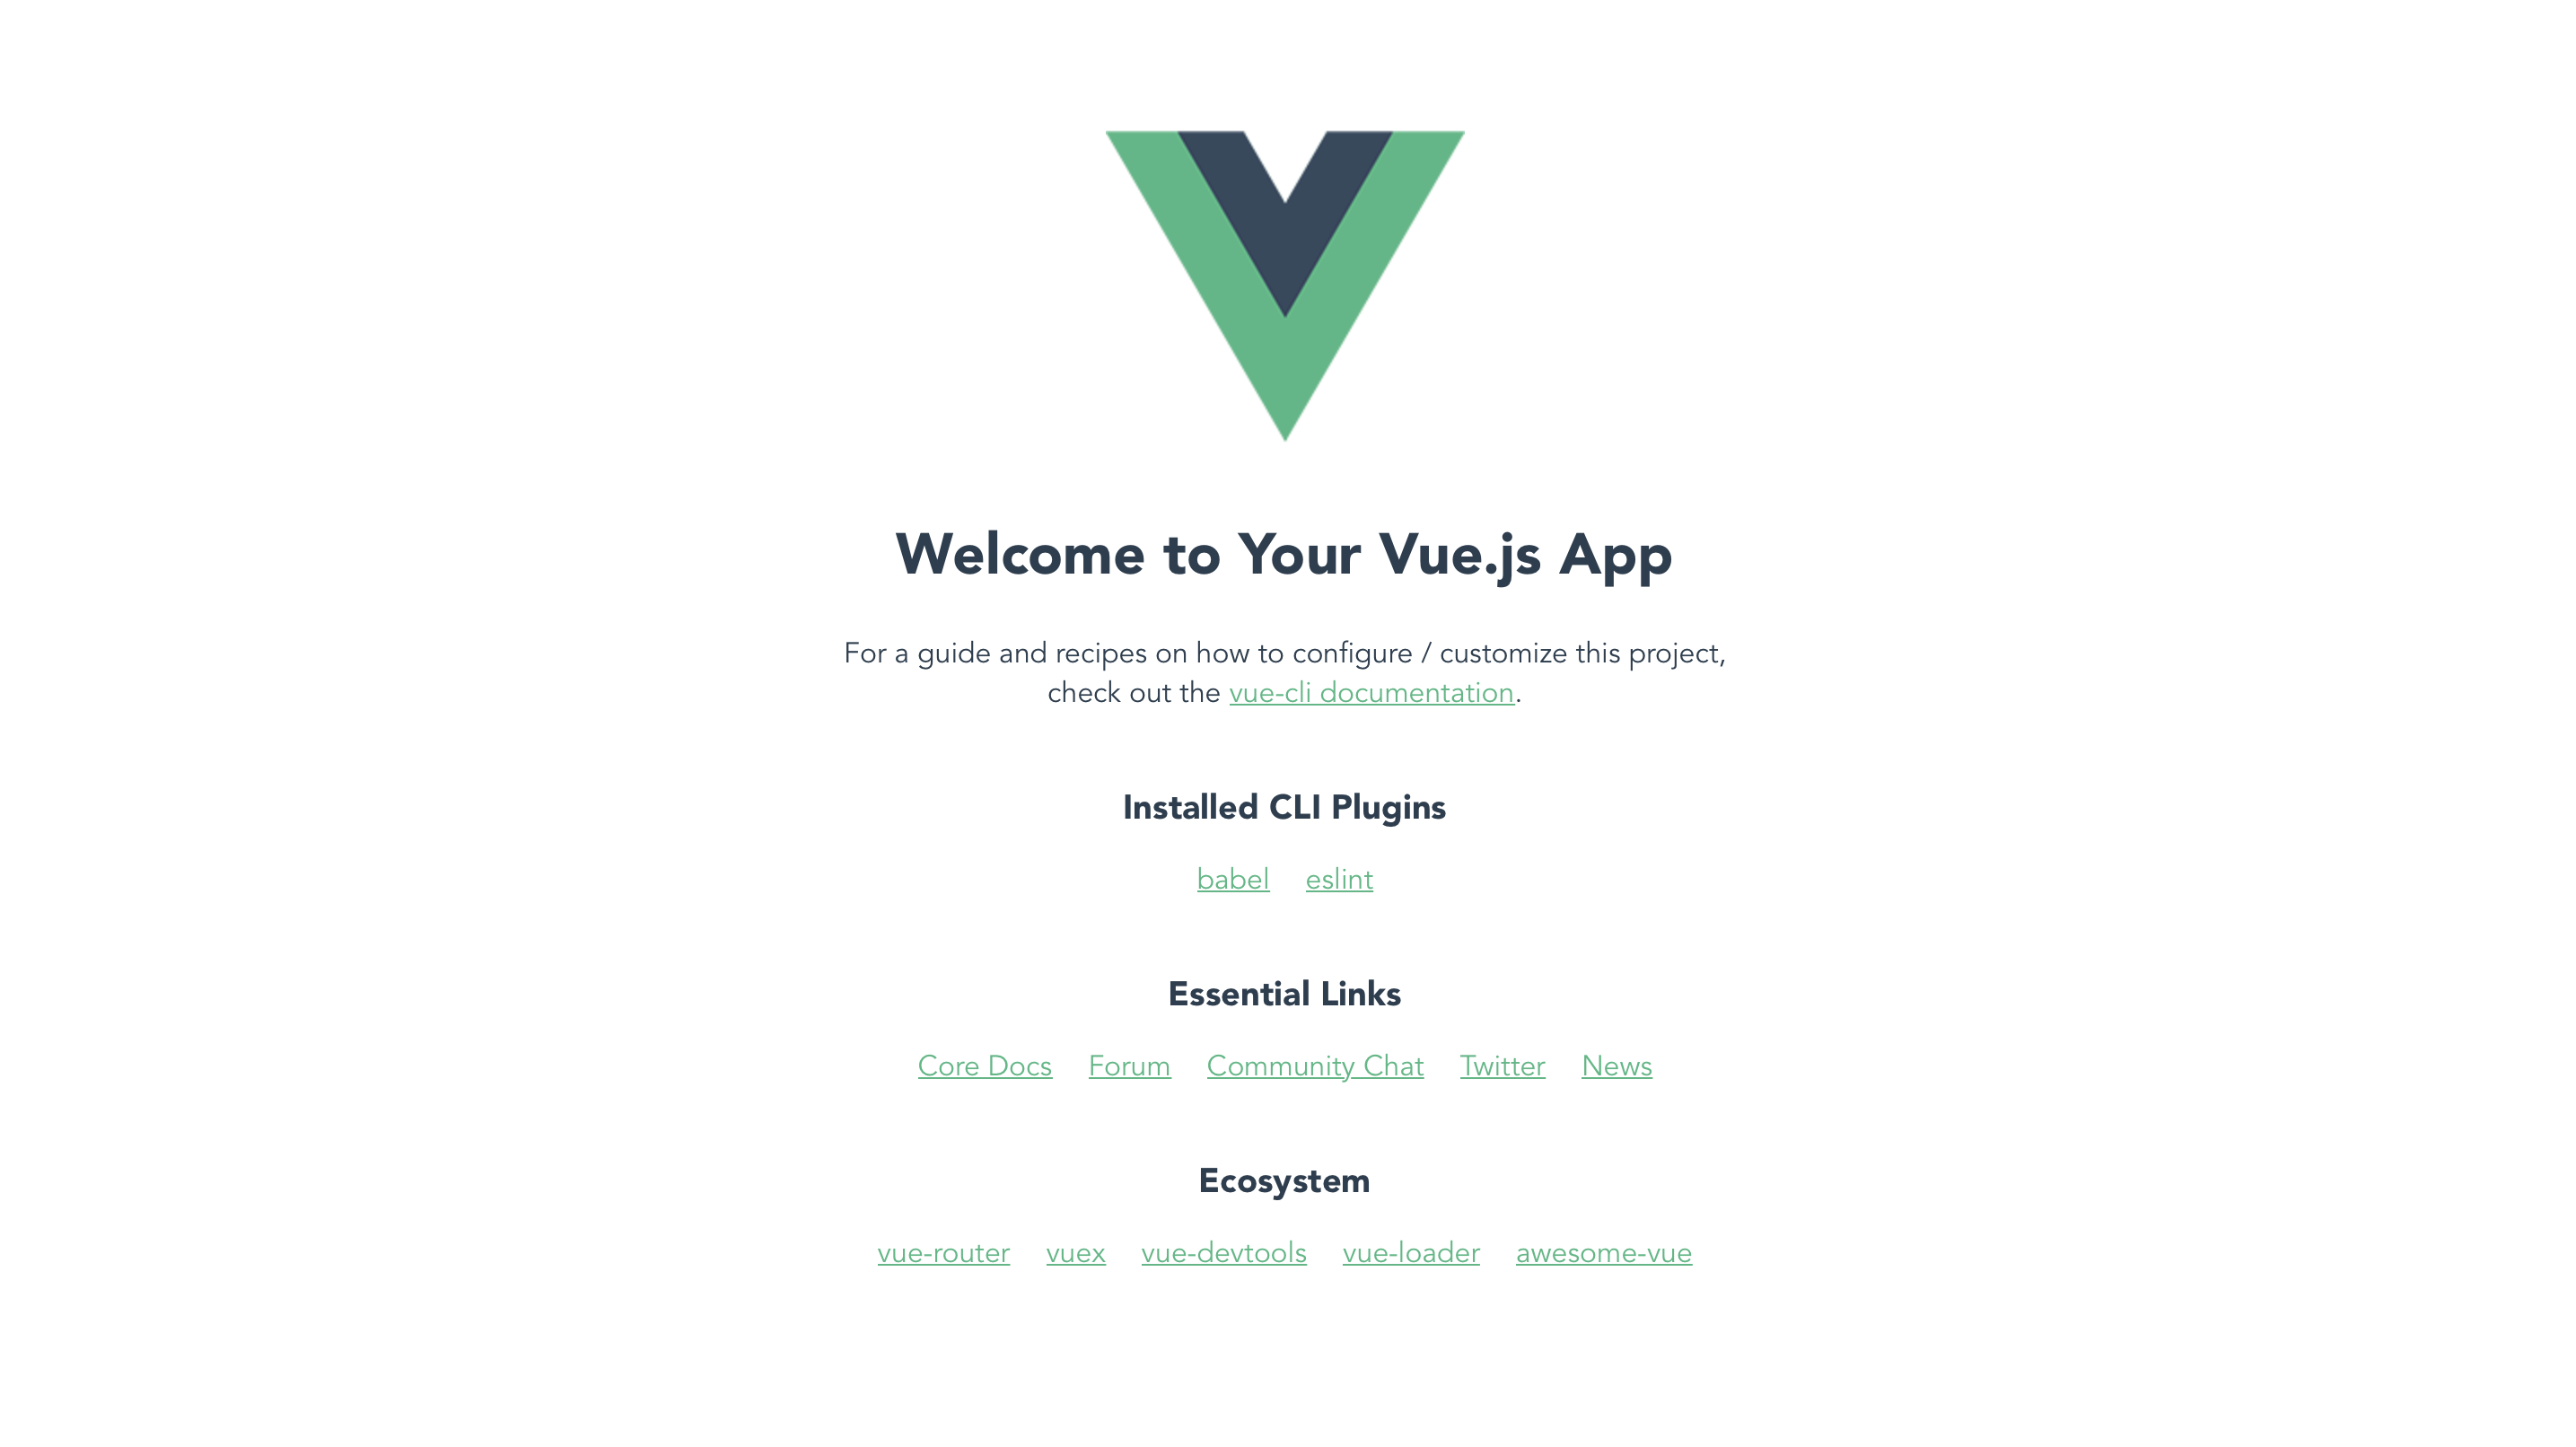 Welcome to Your Vue.js App
For a guide and recipes on how to configure / customize this project,
check out the vue-cli documentation.
Installed CLI Plugins
babel eslint
Essential Links
Core Docs Forum Community Chat Twitter News
Ecosystem
vue-router vuex vue-devtools vue-loader awesome-vue